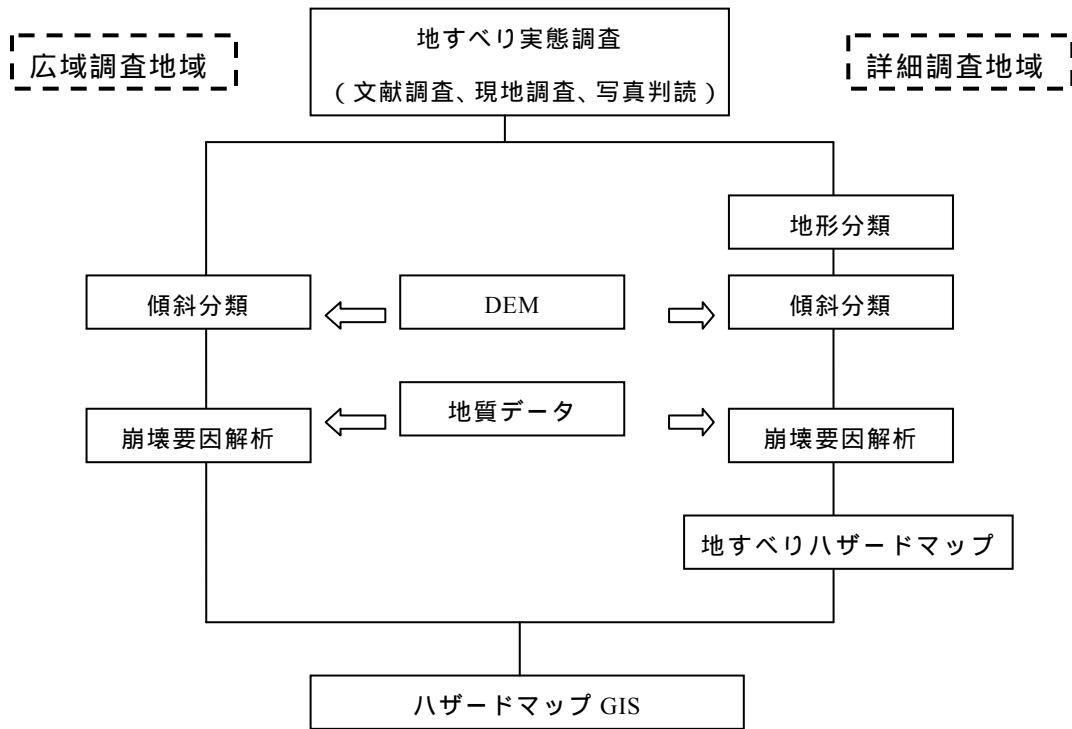 地すべり実態調査
(文献調査、現地調査、写真判読)
広域調査地域
詳細調査地域
地形分類
傾斜分類
DEM
傾斜分類
地質データ
崩壊要因解析
崩壊要因解析
地すべりハザードマップ
ハザードマップ GIS